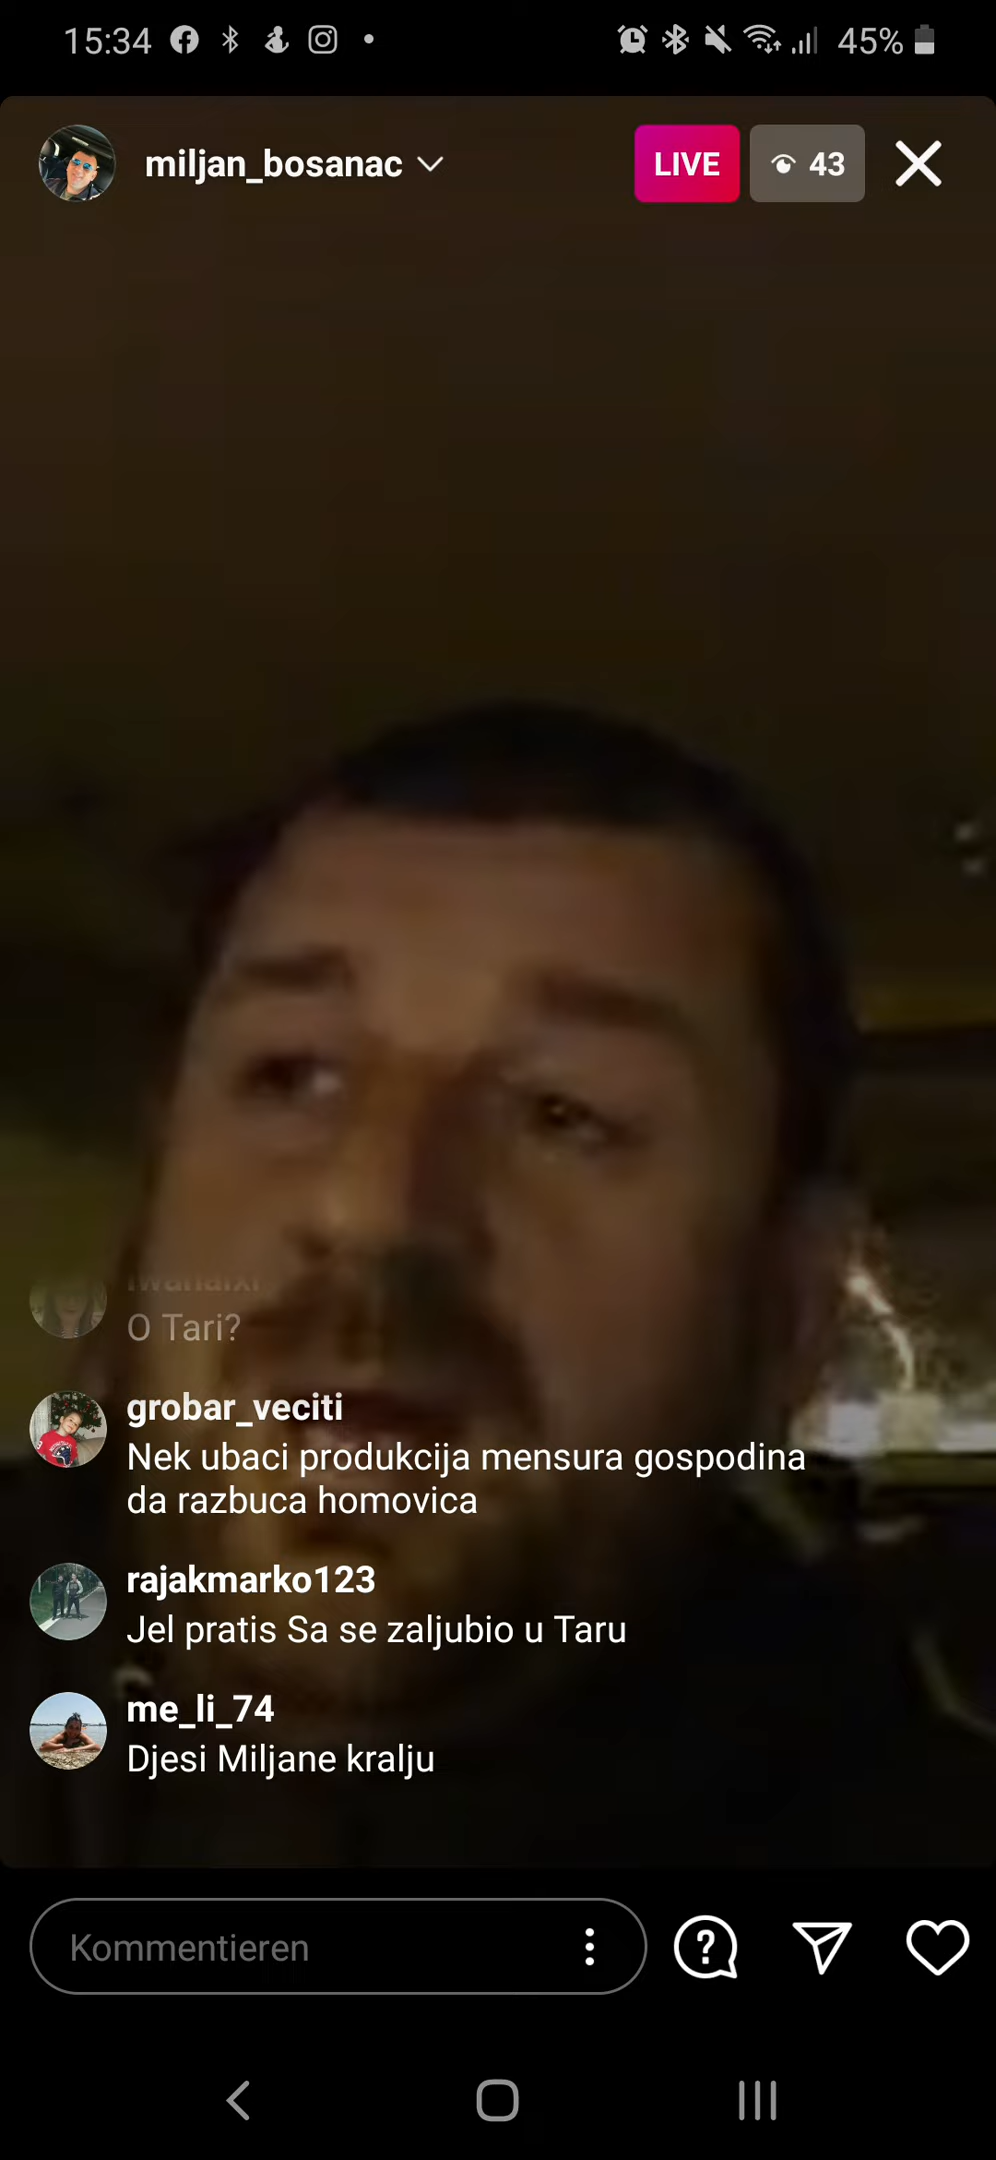 15:34
45%
miljan_bosanac
LIVE
43
O Tari?
grobar_veciti
Nek ubaci produkcija mensura gospodina
da razbuca homovica
rajakmarko123
Jel pratis Sa se zaljubio u Taru
me_li_74
Djesi Miljane kralju
Kommentieren